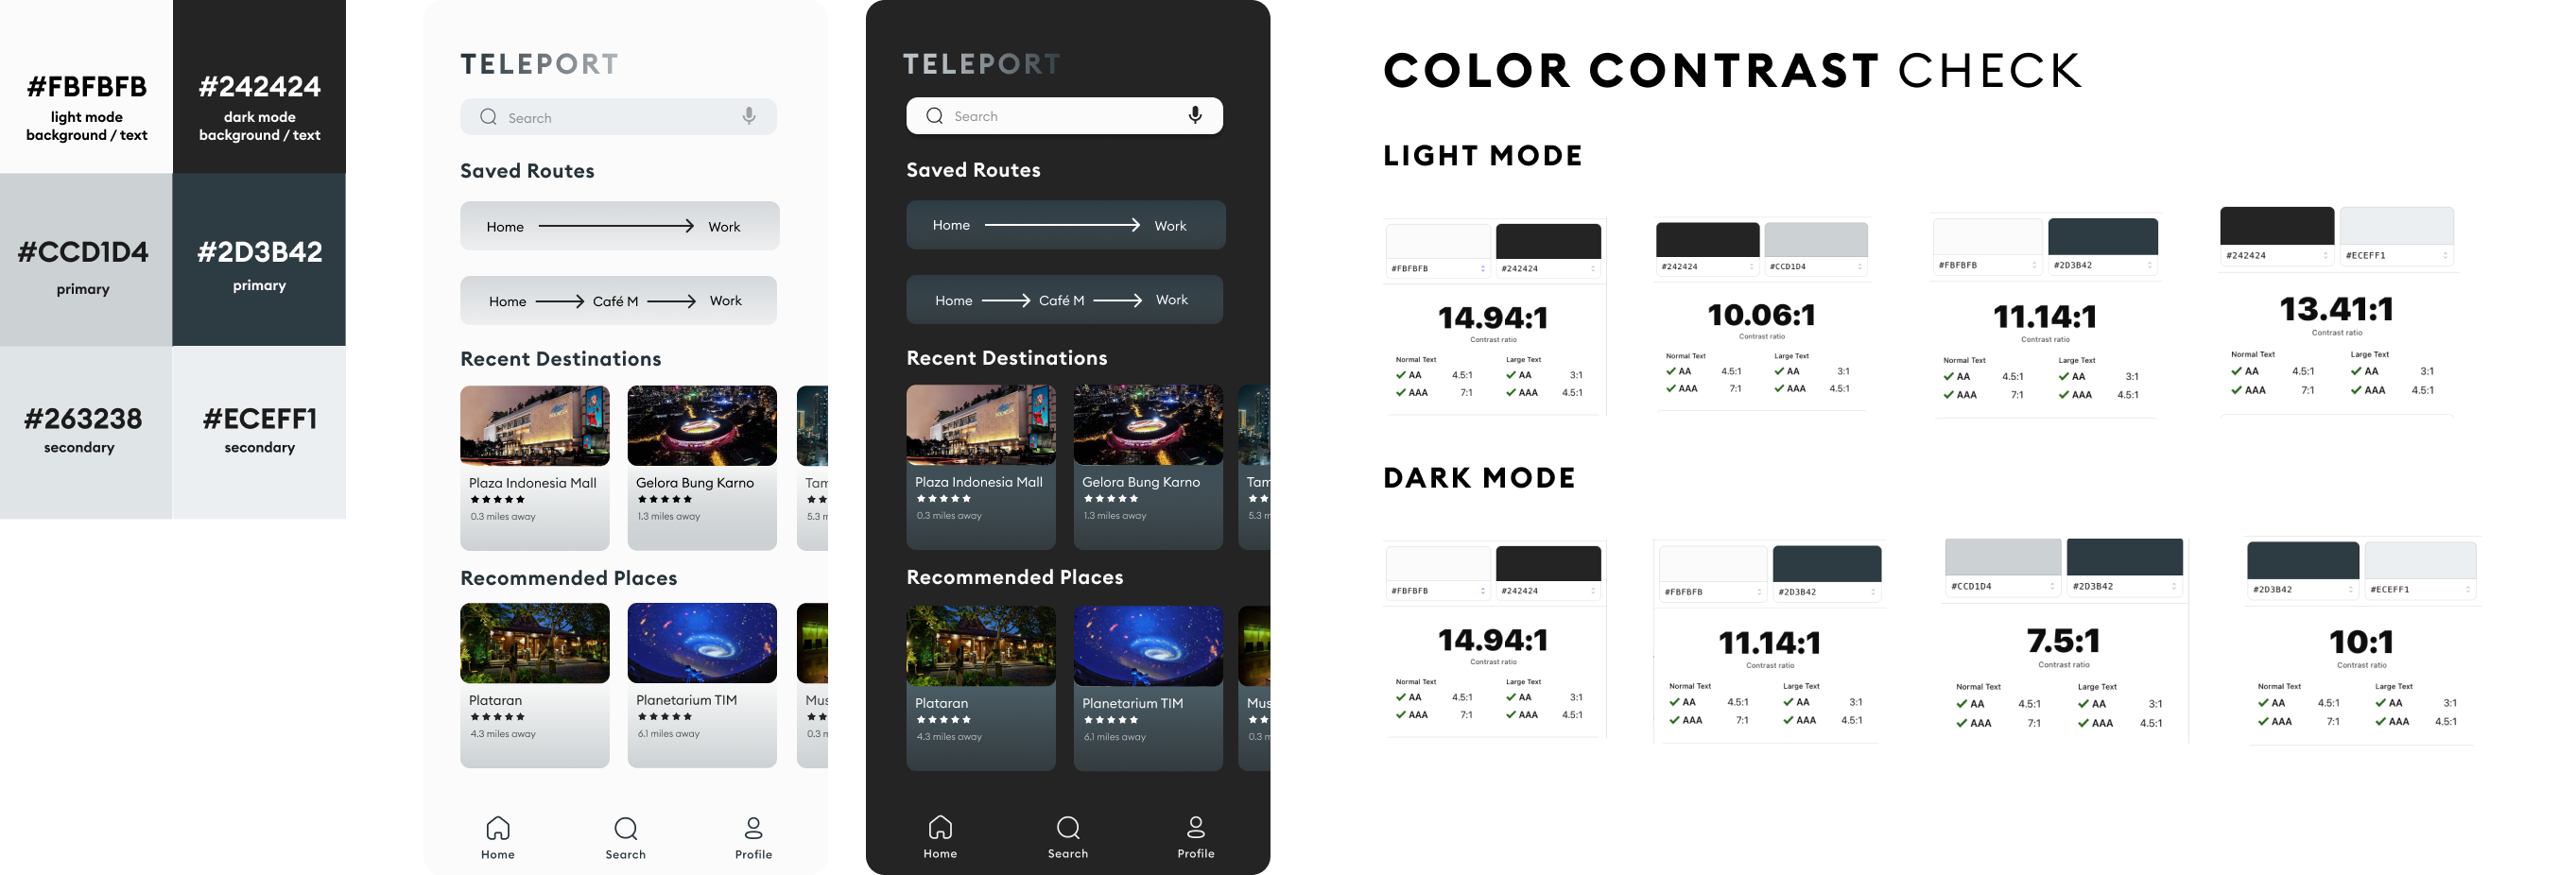 #FBFBFB
light mode
background / text
#242424
dark mode
background / text
#CCD1D4
primary
#2D3B42
primary
#263238
secondary
#ECEFF1
secondary
TELEPORT
Search
Saved Routes
Home Work
Home Café M Work
Recent Destinations
Plaza Indonesia Mall
0.3 miles away
Gelora Bung Karno
1.3 miles away
Tam
5.3 m
Recommended Places
Plataran
4.3 miles away
Planetarium TIM
6.1 miles away
Mus
0.3 m
Home Search Profile
TELEPORT
Search
Saved Routes
Home Work
Home Café M Work
Recent Destinations
Plaza Indonesia Mall
0.3 miles away
Gelora Bung Karno
1.3 miles away
Tam
5.3 m
Recommended Places
Plataran
4.3 miles away
Planetarium TIM
6.1 miles away
Mus
0.3 m
Home Search Profile
COLOR CONTRAST CHECK
LIGHT MODE
#FBFBFB #242424
14.94:1
Contrast ratio
Normal Text Large Text
AA 4.5:1 AA 3:1
AAA 7:1 AAA 4.5:1
#242424 #CCD1D4
10.06:1
Contrast ratio
Normal Text Large Text
AA 4.5:1 AA 3:1
AAA 7:1 AAA 4.5:1
#FBFBFB #2D3B42
11.14:1
Contrast ratio
Normal Text Large Text
AA 4.5:1 AA 3:1
AAA 7:1 AAA 4.5:1
#242424 #ECEFF1
13.41:1
Contrast ratio
Normal Text Large Text
AA 4.5:1 AA 3:1
AAA 7:1 AAA 4.5:1
DARK MODE
#FBFBFB #242424
14.94:1
Contrast ratio
Normal Text Large Text
AA 4.5:1 AA 3:1
AAA 7:1 AAA 4.5:1
#FBFBFB #2D3B42
11.14:1
Contrast ratio
Normal Text Large Text
AA 4.5:1 AA 3:1
AAA 7:1 AAA 4.5:1
#CCD1D4 #2D3B42
7.5:1
Contrast ratio
Normal Text Large Text
AA 4.5:1 AA 3:1
AAA 7:1 AAA 4.5:1
#2D3B42 #ECEFF1
10:1
Contrast ratio
Normal Text Large Text
AA 4.5:1 AA 3:1
AAA 7:1 AAA 4.5:1